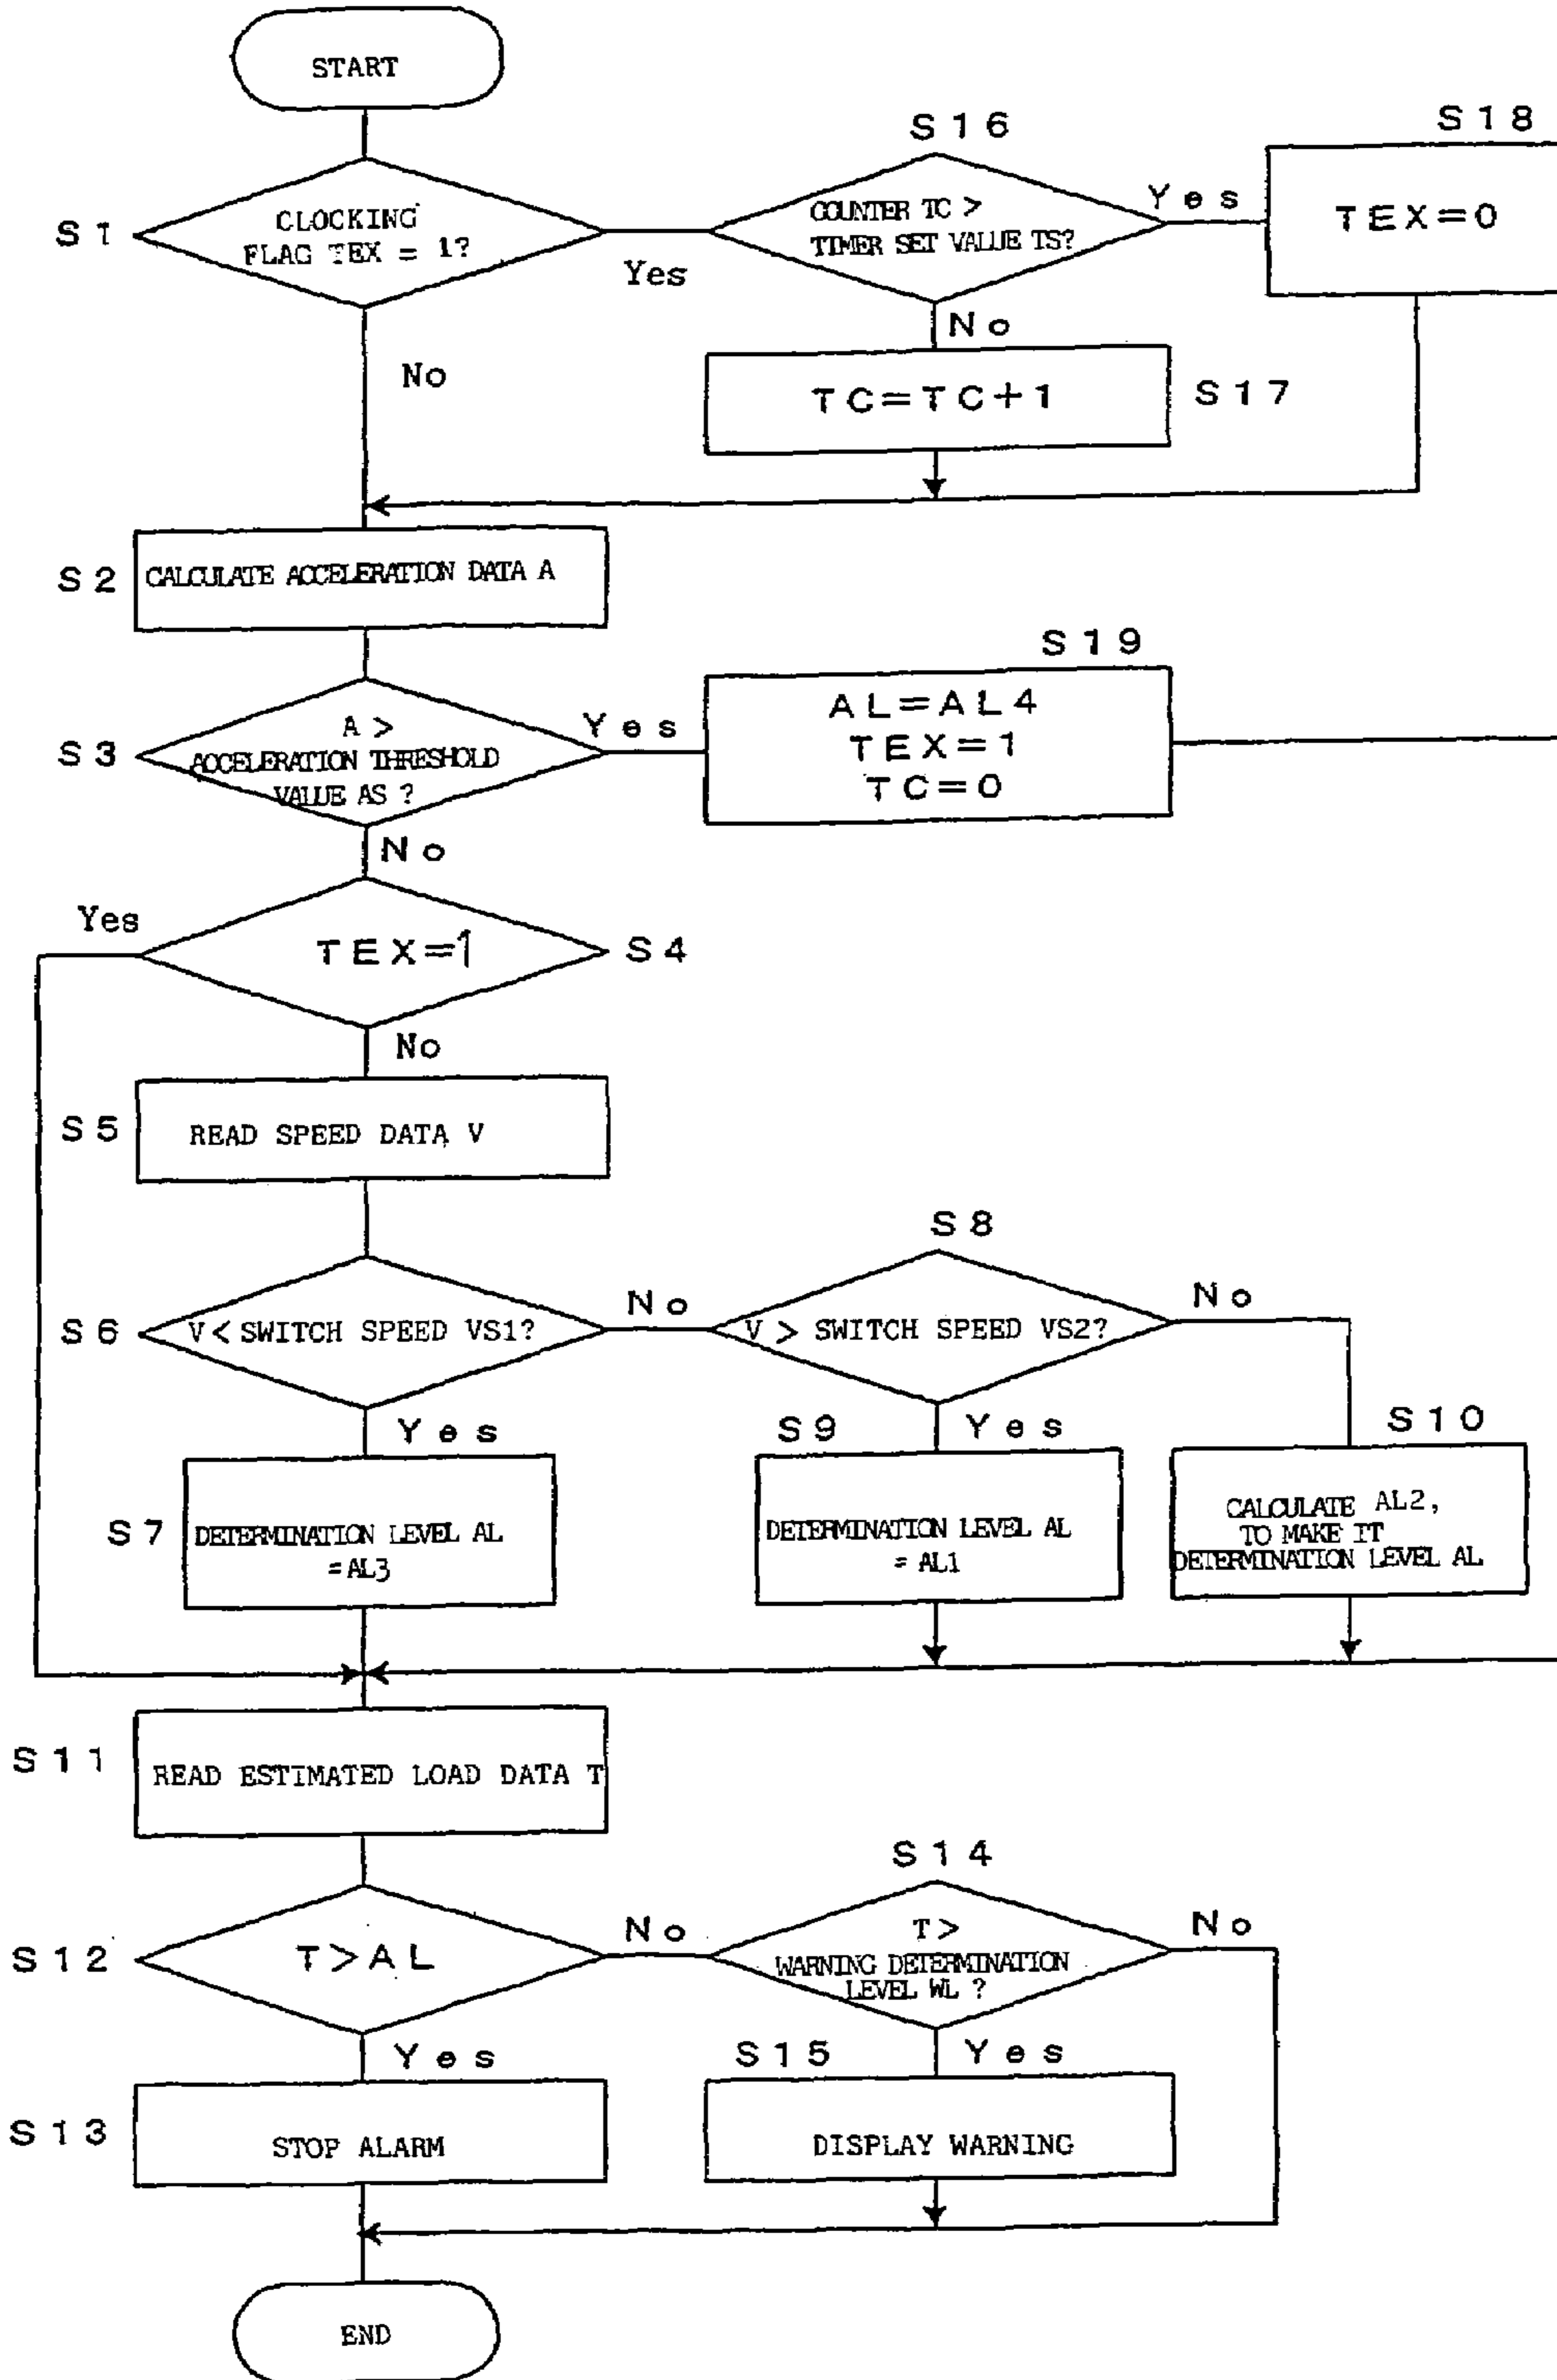 START
S16
S18
S1
CLOCKING
FLAG TEX = 1?
Yes
COUNTER TC >
TIMER SET VALUE TS?
Yes
TEX=0
No
No
TC=TC+1
S17
S2
CALCULATE ACCELERATION DATA A
S19
S3
A >
ACCELERATION THRESHOLD
VALUE AS ?
Yes
AL=AL4
TEX=1
TC=0
No
Yes
TEX=1
S4
No
S5
READ SPEED DATA V
S8
S6
V < SWITCH SPEED VS1?
No
V > SWITCH SPEED VS2?
No
Yes
S9
Yes
S10
S7
DETERMINATION LEVEL AL
=AL3
DETERMINATION LEVEL AL
= AL1
CALCULATE AL2,
TO MAKE IT
DETERMINATION LEVEL AL
S11
READ ESTIMATED LOAD DATA T
S14
S12
T>AL
No
T>
WARNING DETERMINATION
LEVEL WL ?
No
Yes
S15
Yes
S13
STOP ALARM
DISPLAY WARNING
END